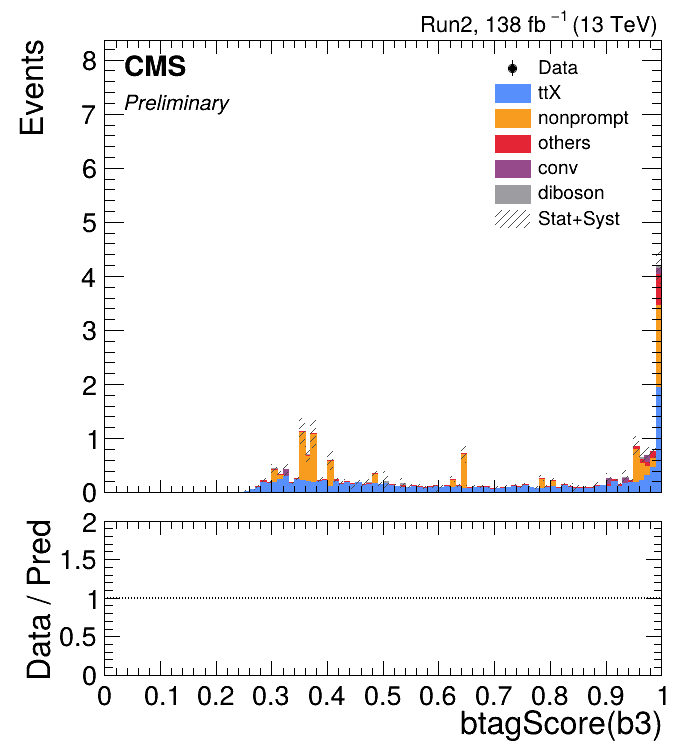 Run2, 138 fb⁻¹ (13 TeV)
CMS
Preliminary
Events
8
7
6
5
4
3
2
1
0
Data
ttX
nonprompt
others
conv
diboson
Stat+Syst
Data / Pred
2
1.5
1
0.5
0
0 0.1 0.2 0.3 0.4 0.5 0.6 0.7 0.8 0.9 1
btagScore(b3)